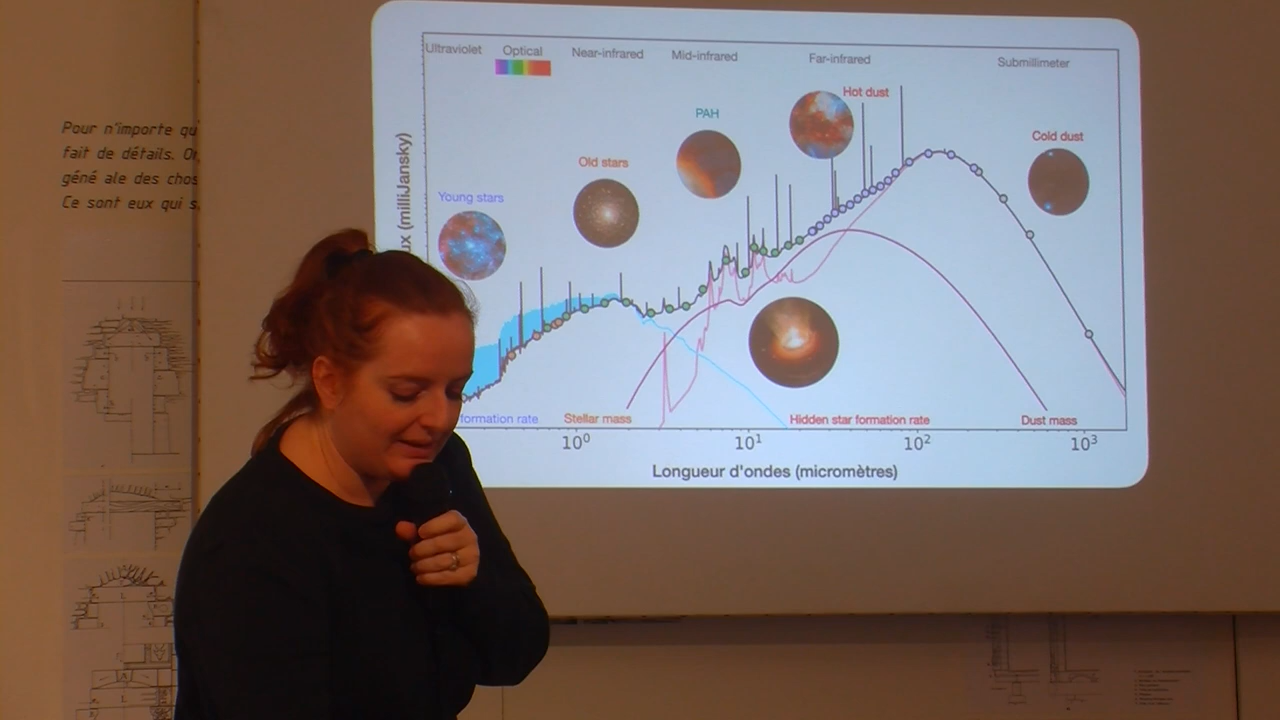 Pour n'importe qu
fait de détails. Or
géné ale des chos
Ce sont eux qui s
Ultraviolet Optical Near-infrared Mid-infrared Far-infrared Submillimeter
Hot dust
PAH
Cold dust
Old stars
Young stars
ux (milliJansky)
formation rate Stellar mass Hidden star formation rate Dust mass
10⁰ 10¹ 10² 10³
Longueur d'ondes (micromètres)